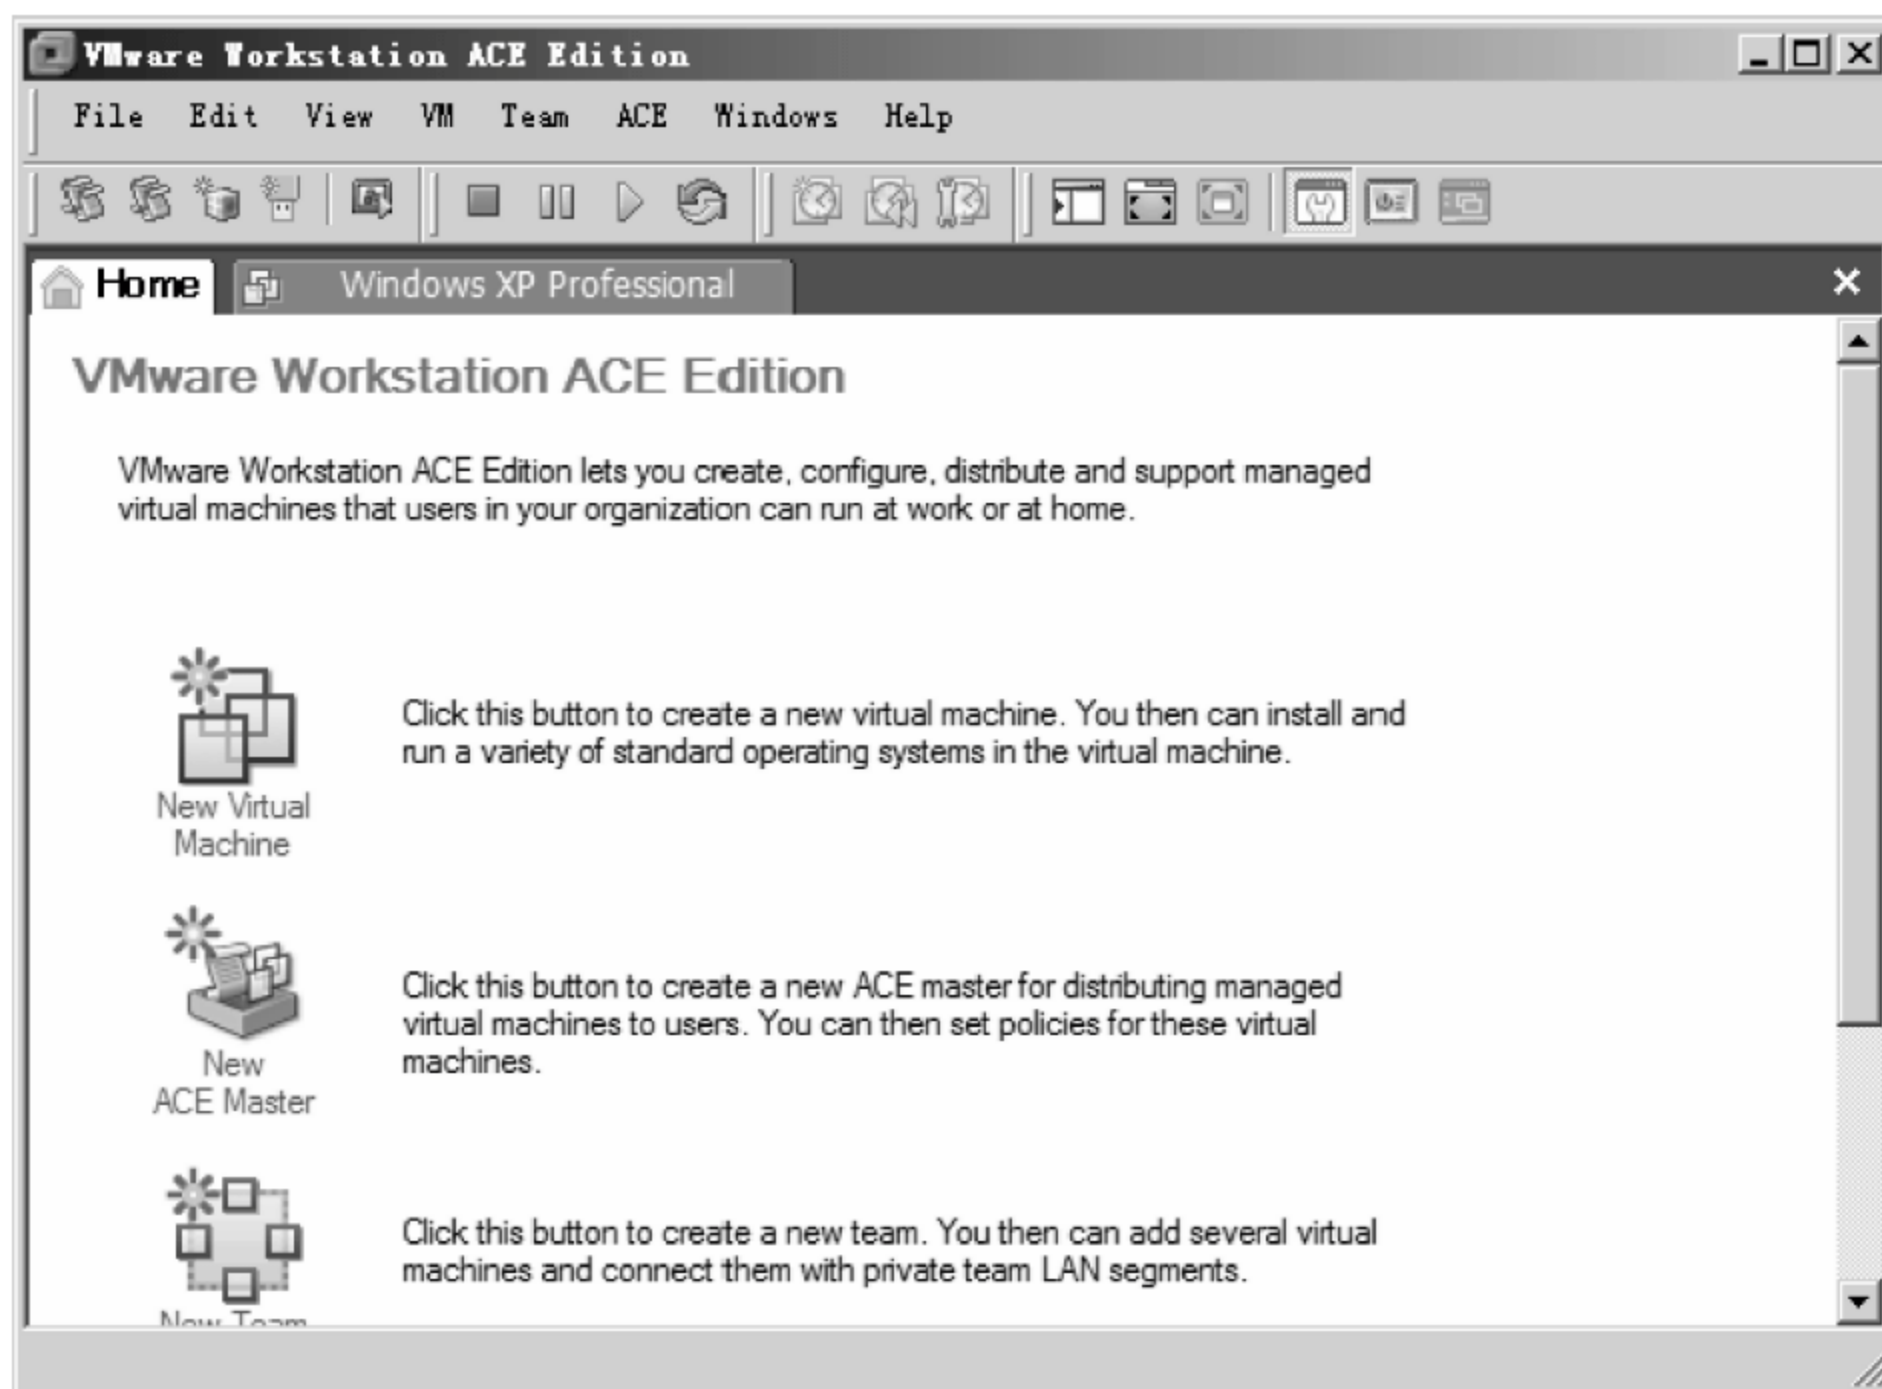 VMware Workstation ACE Edition
File Edit View VM Team ACE Windows Help
Home Windows XP Professional
VMware Workstation ACE Edition
VMware Workstation ACE Edition lets you create, configure, distribute and support managed
virtual machines that users in your organization can run at work or at home.
Click this button to create a new virtual machine. You then can install and
run a variety of standard operating systems in the virtual machine.
New Virtual
Machine
Click this button to create a new ACE master for distributing managed
virtual machines to users. You can then set policies for these virtual
machines.
New
ACE Master
Click this button to create a new team. You then can add several virtual
machines and connect them with private team LAN segments.
New Team